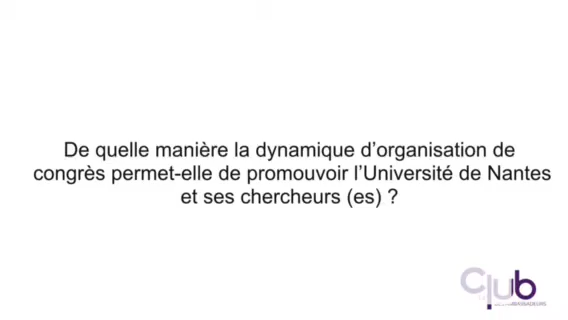 De quelle manière la dynamique d’organisation de
congrès permet-elle de promouvoir l’Université de Nantes
et ses chercheurs (es) ?
club